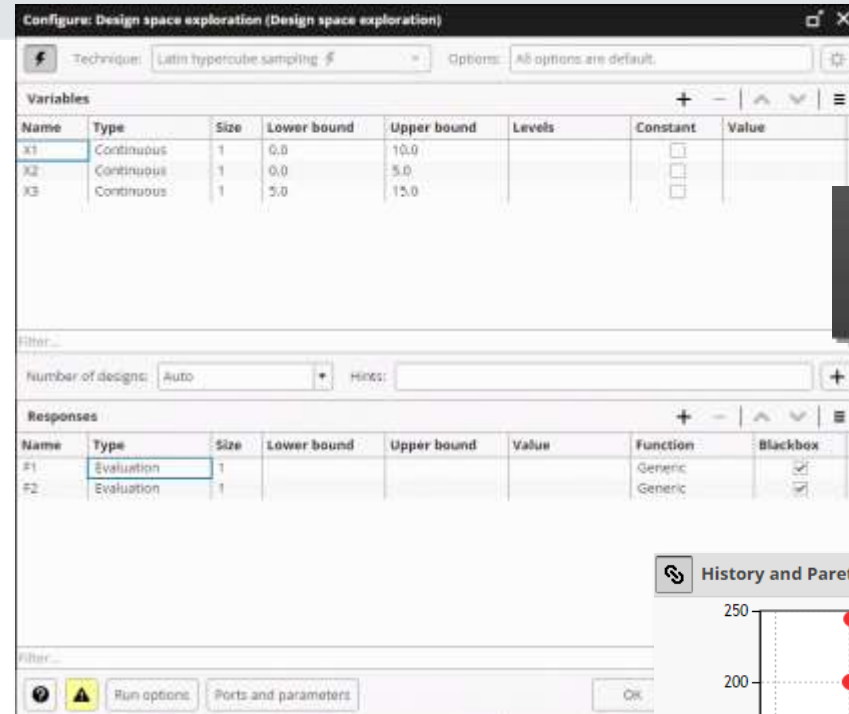 Configure: Design space exploration (Design space exploration)
Technique: Latin hypercube sampling Options: All options are default.
Variables
Name Type Size Lower bound Upper bound Levels Constant Value
X1 Continuous 1 0.0 10.0
X2 Continuous 1 0.0 5.0
X3 Continuous 1 5.0 15.0
Filter...
Number of designs: Auto Hints:
Responses
Name Type Size Lower bound Upper bound Value Function Blackbox
F1 Evaluation 1 Generic
F2 Evaluation 1 Generic
History and Paret
250
200
Filter...
Run options Ports and parameters OK